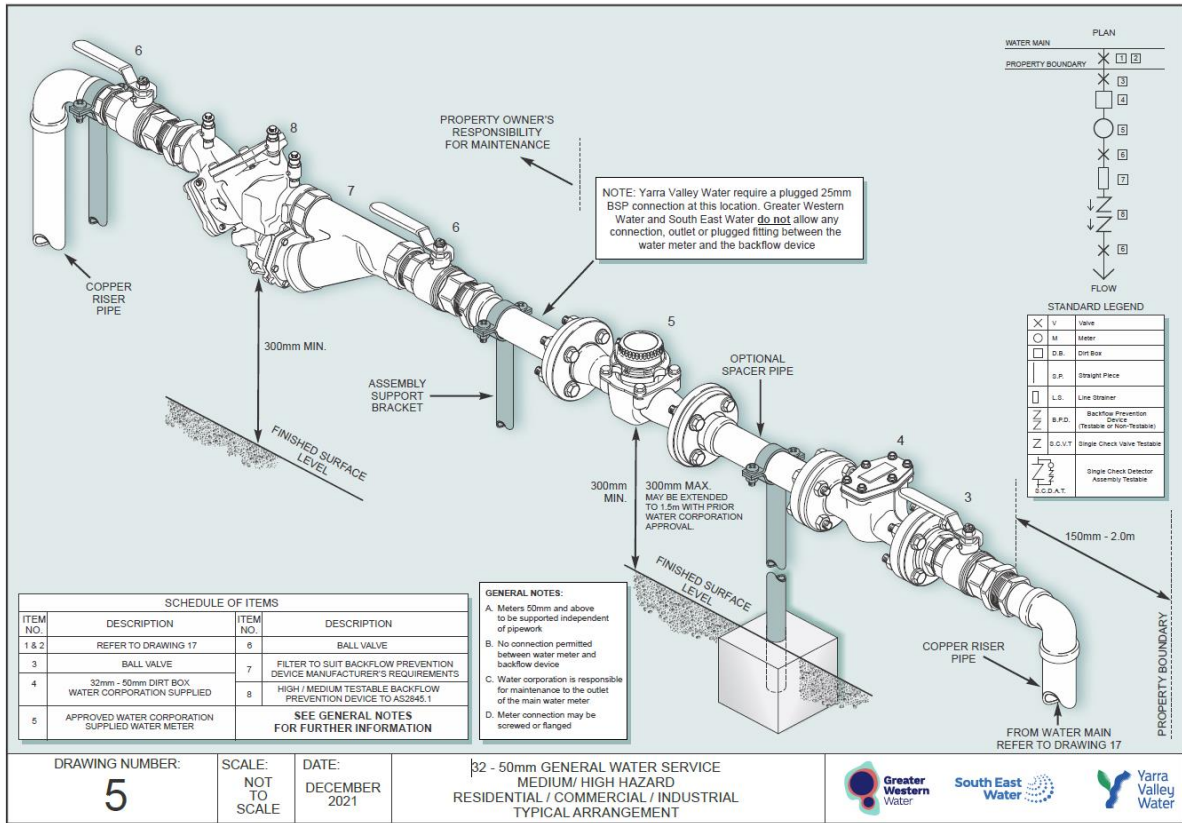 6
8
7
6
5
4
3
PROPERTY OWNER'S
RESPONSIBILITY
FOR MAINTENANCE
NOTE: Yarra Valley Water require a plugged 25mm
BSP connection at this location. Greater Western
Water and South East Water do not allow any
connection, outlet or plugged fitting between the
water meter and the backflow device
COPPER
RISER
PIPE
300mm MIN.
FINISHED SURFACE
LEVEL
ASSEMBLY
SUPPORT
BRACKET
OPTIONAL
SPACER PIPE
300mm
MIN.
300mm MAX.
MAY BE EXTENDED
TO 1.5m WITH PRIOR
WATER CORPORATION
APPROVAL.
FINISHED SURFACE
LEVEL
150mm - 2.0m
PROPERTY BOUNDARY
COPPER RISER
PIPE
FROM WATER MAIN
REFER TO DRAWING 17
PLAN
WATER MAIN
1 2
PROPERTY BOUNDARY
3
4
5
6
7
8
6
FLOW
STANDARD LEGEND
V Valve
M Meter
D.B. Dirt Box
S.P. Straight Piece
L.S. Line Strainer
B.P.D. Backflow Prevention
Device
(Testable or Non-Testable)
S.C.V.T Single Check Valve Testable
S.C.D.A.T. Single Check Detector
Assembly Testable
SCHEDULE OF ITEMS
ITEM NO. DESCRIPTION ITEM NO. DESCRIPTION
1 & 2 REFER TO DRAWING 17 6 BALL VALVE
3 BALL VALVE 7 FILTER TO SUIT BACKFLOW PREVENTION
DEVICE MANUFACTURER'S REQUIREMENTS
4 32mm - 50mm DIRT BOX
WATER CORPORATION SUPPLIED
8 HIGH / MEDIUM TESTABLE BACKFLOW
PREVENTION DEVICE TO AS2845.1
5 APPROVED WATER CORPORATION
SUPPLIED WATER METER
SEE GENERAL NOTES
FOR FURTHER INFORMATION
GENERAL NOTES:
A. Meters 50mm and above
to be supported independent
of pipework
B. No connection permitted
between water meter and
backflow device
C. Water corporation is responsible
for maintenance to the outlet
of the main water meter
D. Meter connection may be
screwed or flanged
DRAWING NUMBER:
5
SCALE:
NOT
TO
SCALE
DATE:
DECEMBER
2021
32 - 50mm GENERAL WATER SERVICE
MEDIUM/ HIGH HAZARD
RESIDENTIAL / COMMERCIAL / INDUSTRIAL
TYPICAL ARRANGEMENT
Greater
Western
Water
South East
Water
Yarra
Valley
Water